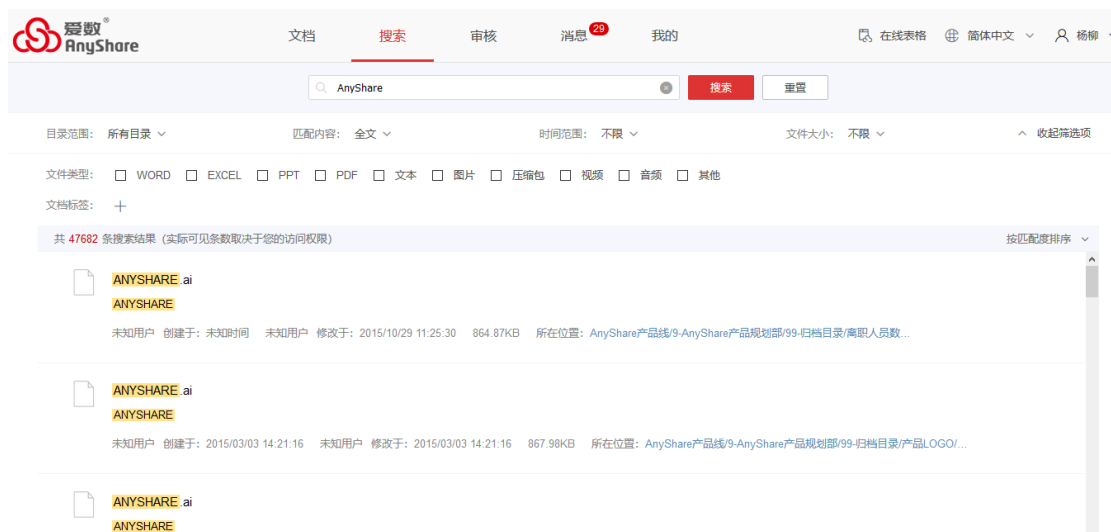 爱数®
AnyShare
文档 搜索 审核 消息 29 我的 在线表格 简体中文 杨柳
AnyShare 搜索 重置
目录范围： 所有目录 匹配内容： 全文 时间范围： 不限 文件大小： 不限 收起筛选项
文件类型： WORD EXCEL PPT PDF 文本 图片 压缩包 视频 音频 其他
文档标签： +
共 47682 条搜索结果（实际可见条数取决于您的访问权限） 按匹配度排序
ANYSHARE.ai
ANYSHARE
未知用户 创建于：未知时间 未知用户 修改于：2015/10/29 11:25:30 864.87KB 所在位置：AnyShare产品线/9-AnyShare产品规划部/99-归档目录/离职人员数...
ANYSHARE.ai
ANYSHARE
未知用户 创建于：2015/03/03 14:21:16 未知用户 修改于：2015/03/03 14:21:16 867.98KB 所在位置：AnyShare产品线/9-AnyShare产品规划部/99-归档目录/产品LOGO/...
ANYSHARE.ai
ANYSHARE